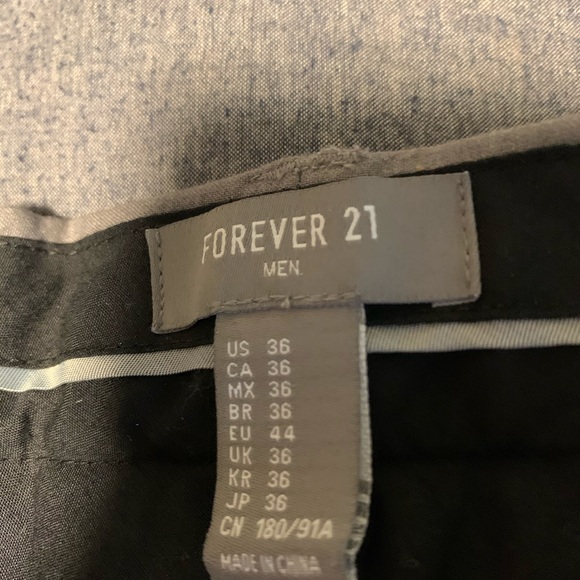 FOREVER 21
MEN.
US 36
CA 36
MX 36
BR 36
EU 44
UK 36
KR 36
JP 36
CN 180/91A
MADE IN CHINA